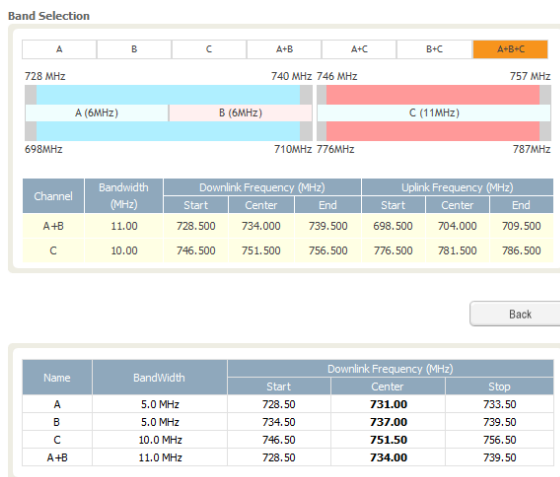 Band Selection
A B C A+B A+C B+C A+B+C
728 MHz 740 MHz 746 MHz 757 MHz
A (6MHz) B (6MHz) C (11MHz)
698MHz 710MHz 776MHz 787MHz
Channel Bandwidth (MHz) Downlink Frequency (MHz) Uplink Frequency (MHz)
Start Center End Start Center End
A+B 11.00 728.500 734.000 739.500 698.500 704.000 709.500
C 10.00 746.500 751.500 756.500 776.500 781.500 786.500
Back
Name BandWidth Downlink Frequency (MHz)
Start Center Stop
A 5.0 MHz 728.50 731.00 733.50
B 5.0 MHz 734.50 737.00 739.50
C 10.0 MHz 746.50 751.50 756.50
A+B 11.0 MHz 728.50 734.00 739.50